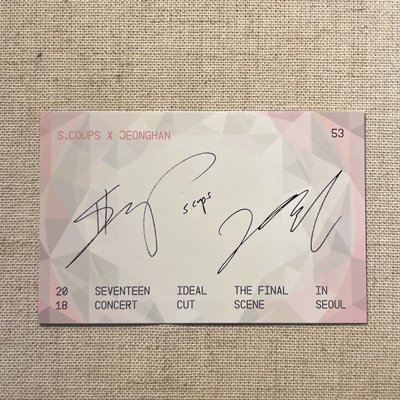 S.COUPS X JEONGHAN 53
s coups
20 SEVENTEEN IDEAL THE FINAL IN
18 CONCERT CUT SCENE SEOUL